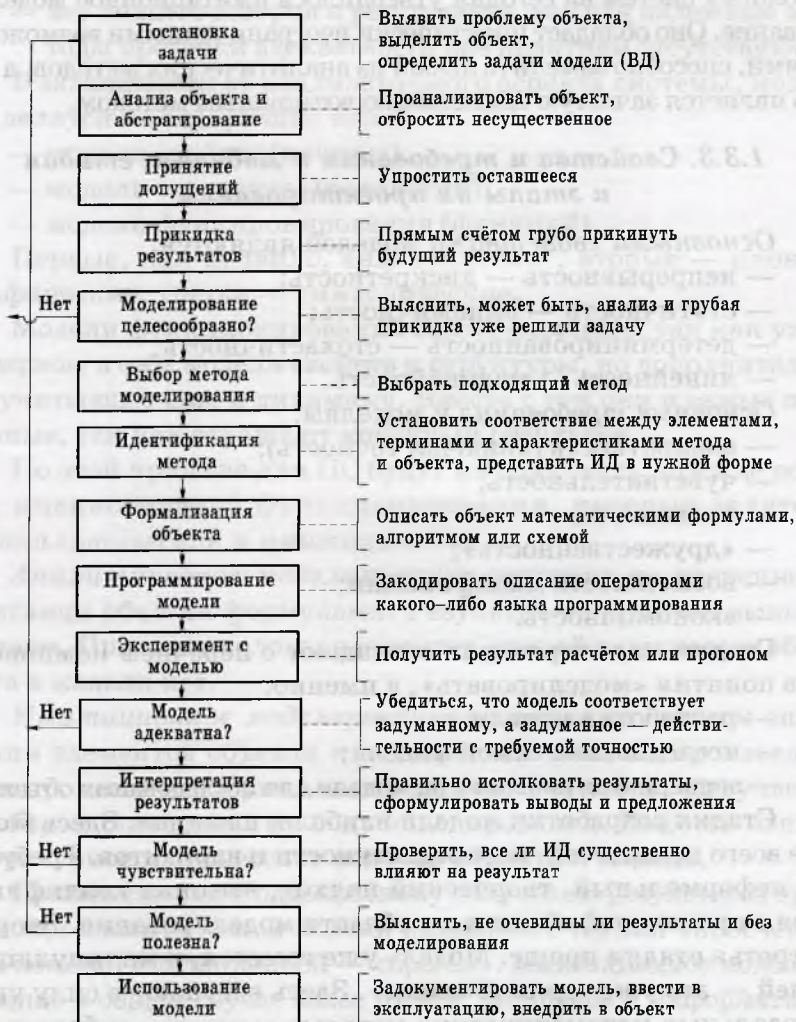 Постановка
задачи
Выявить проблему объекта,
выделить объект,
определить задачи модели (ВД)
Анализ объекта и
абстрагирование
Проанализировать объект,
отбросить несущественное
Принятие
допущений
Упростить оставшееся
Прикидка
результатов
Прямым счётом грубо прикинуть
будущий результат
Нет
Моделирование
целесообразно?
Выяснить, может быть, анализ и грубая
прикидка уже решили задачу
Выбор метода
моделирования
Выбрать подходящий метод
Идентификация
метода
Установить соответствие между элементами,
терминами и характеристиками метода
и объекта, представить ИД в нужной форме
Формализация
объекта
Описать объект математическими формулами,
алгоритмом или схемой
Программирование
модели
Закодировать описание операторами
какого–либо языка программирования
Эксперимент с
моделью
Получить результат расчётом или прогоном
Нет
Модель
адекватна?
Убедиться, что модель соответствует
задуманному, а задуманное — действи-
тельности с требуемой точностью
Интерпретация
результатов
Правильно истолковать результаты,
сформулировать выводы и предложения
Нет
Модель
чувствительна?
Проверить, все ли ИД существенно
влияют на результат
Нет
Модель
полезна?
Выяснить, не очевидны ли результаты и без
моделирования
Использование
модели
Задокументировать модель, ввести в
эксплуатацию, внедрить в объект